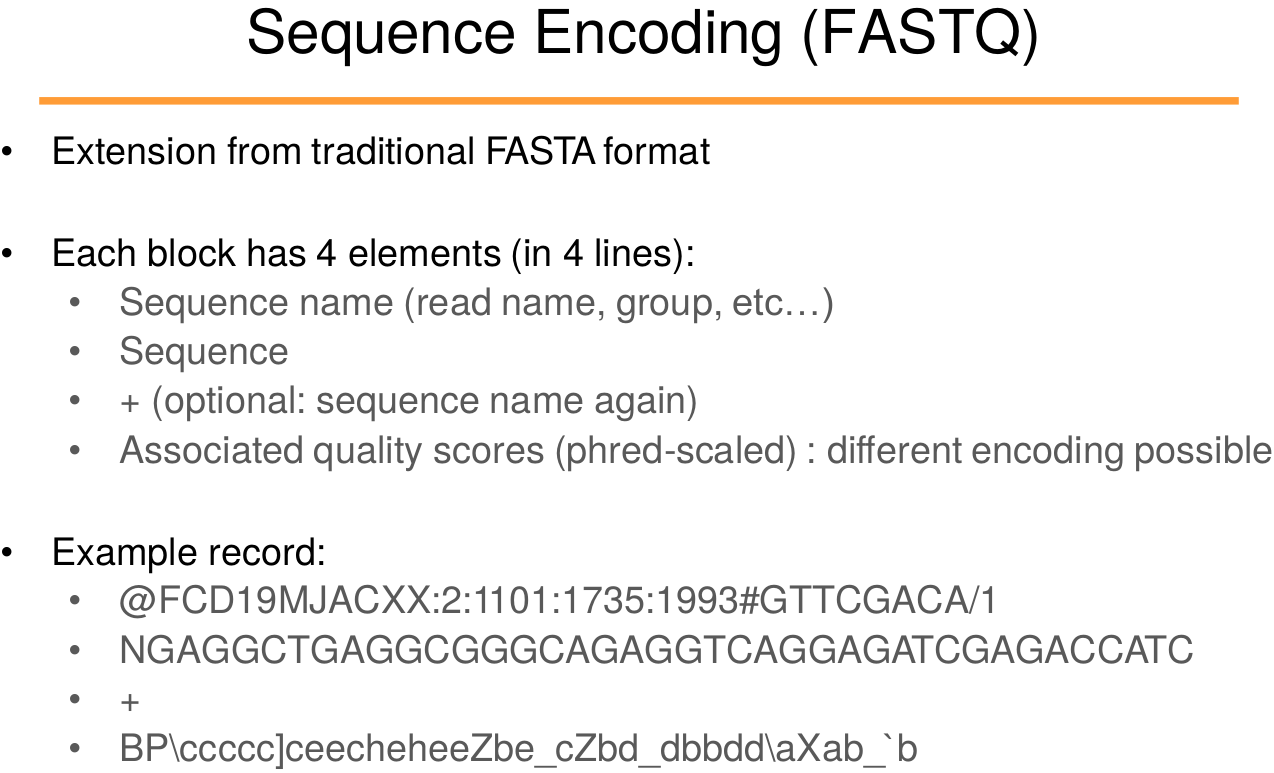 Sequence Encoding (FASTQ)
• Extension from traditional FASTA format
• Each block has 4 elements (in 4 lines):
• Sequence name (read name, group, etc…)
• Sequence
• + (optional: sequence name again)
• Associated quality scores (phred-scaled) : different encoding possible
• Example record:
• @FCD19MJACXX:2:1101:1735:1993#GTTCGACA/1
• NGAGGCTGAGGCGGGCAGAGGTCAGGAGATCGAGACCATC
• +
• BP\ccccc]ceecheheeZbe_cZbd_dbbdd\aXab_`b